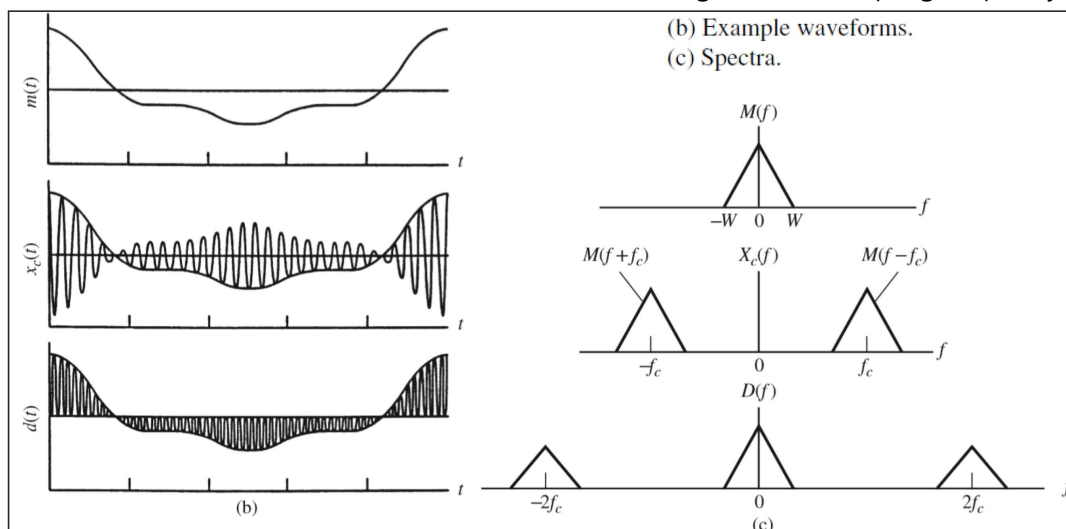 (b) Example waveforms.
(c) Spectra.
m(t)
t
x_c(t)
t
d(t)
t
(b)
M(f)
−W 0 W f
M(f+f_c) X_c(f) M(f−f_c)
−f_c 0 f_c f
D(f)
−2f_c 0 2f_c f
(c)